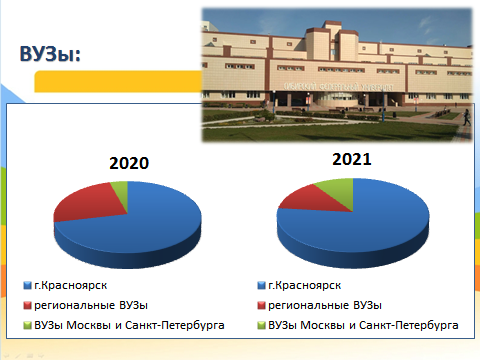 ВУЗы:
2020
г.Красноярск
региональные ВУЗы
ВУЗы Москвы и Санкт-Петербурга
2021
г.Красноярск
региональные ВУЗы
ВУЗы Москвы и Санкт-Петербурга